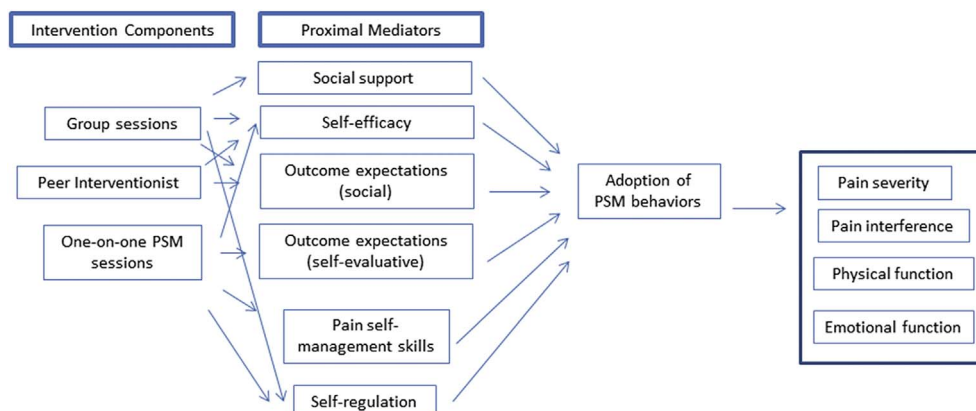 Intervention Components
Proximal Mediators
Social support
Group sessions
Self-efficacy
Peer Interventionist
Outcome expectations
(social)
One-on-one PSM
sessions
Outcome expectations
(self-evaluative)
Pain self-
management skills
Self-regulation
Adoption of
PSM behaviors
Pain severity
Pain interference
Physical function
Emotional function